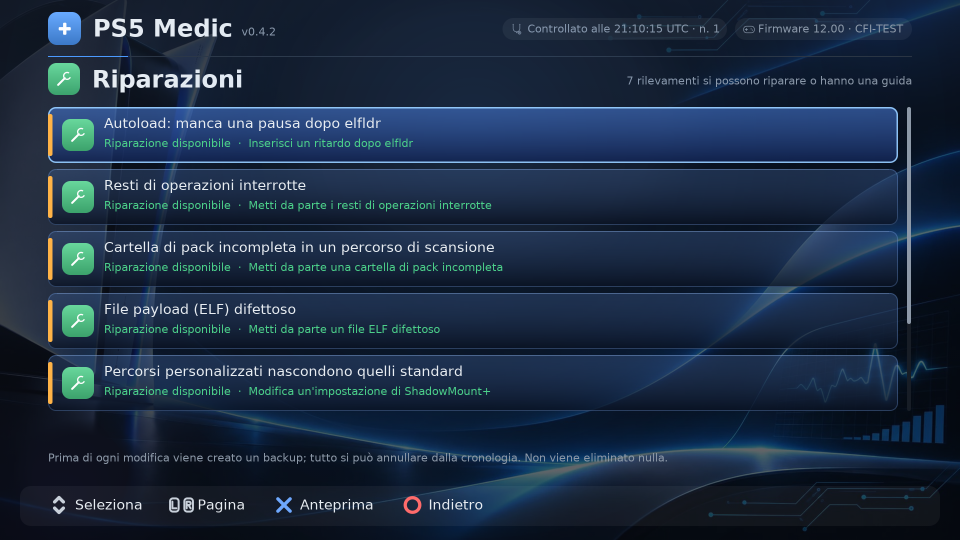 PS5 Medic v0.4.2
Controllato alle 21:10:15 UTC · n. 1
Firmware 12.00 · CFI-TEST
Riparazioni
7 rilevamenti si possono riparare o hanno una guida
Autoload: manca una pausa dopo elfldr
Riparazione disponibile · Inserisci un ritardo dopo elfldr
Resti di operazioni interrotte
Riparazione disponibile · Metti da parte i resti di operazioni interrotte
Cartella di pack incompleta in un percorso di scansione
Riparazione disponibile · Metti da parte una cartella di pack incompleta
File payload (ELF) difettoso
Riparazione disponibile · Metti da parte un file ELF difettoso
Percorsi personalizzati nascondono quelli standard
Riparazione disponibile · Modifica un'impostazione di ShadowMount+
Prima di ogni modifica viene creato un backup; tutto si può annullare dalla cronologia. Non viene eliminato nulla.
Seleziona
L R Pagina
Anteprima
Indietro